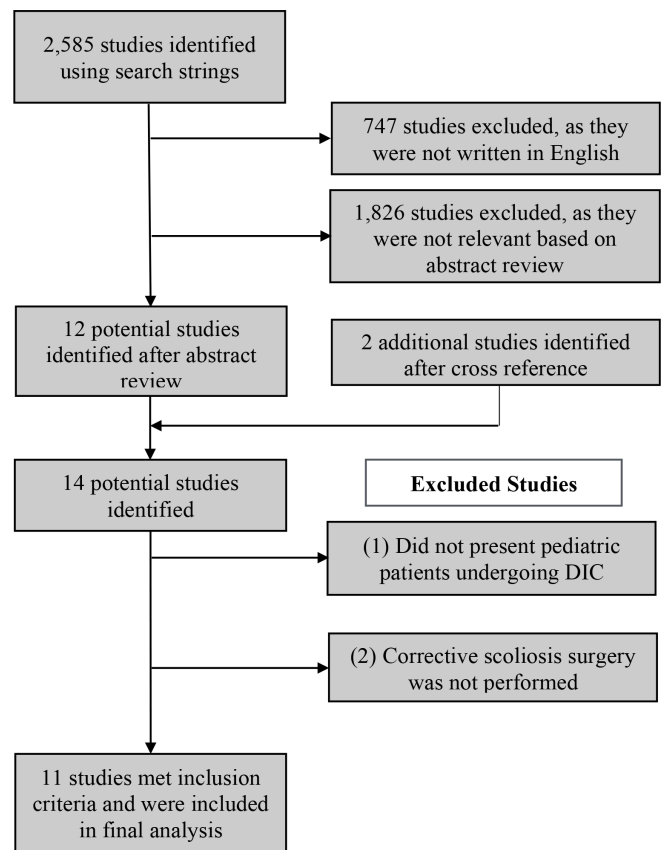 2,585 studies identified
using search strings
747 studies excluded, as they
were not written in English
1,826 studies excluded, as they
were not relevant based on
abstract review
12 potential studies
identified after abstract
review
2 additional studies identified
after cross reference
14 potential studies
identified
Excluded Studies
(1) Did not present pediatric
patients undergoing DIC
(2) Corrective scoliosis surgery
was not performed
11 studies met inclusion
criteria and were included
in final analysis